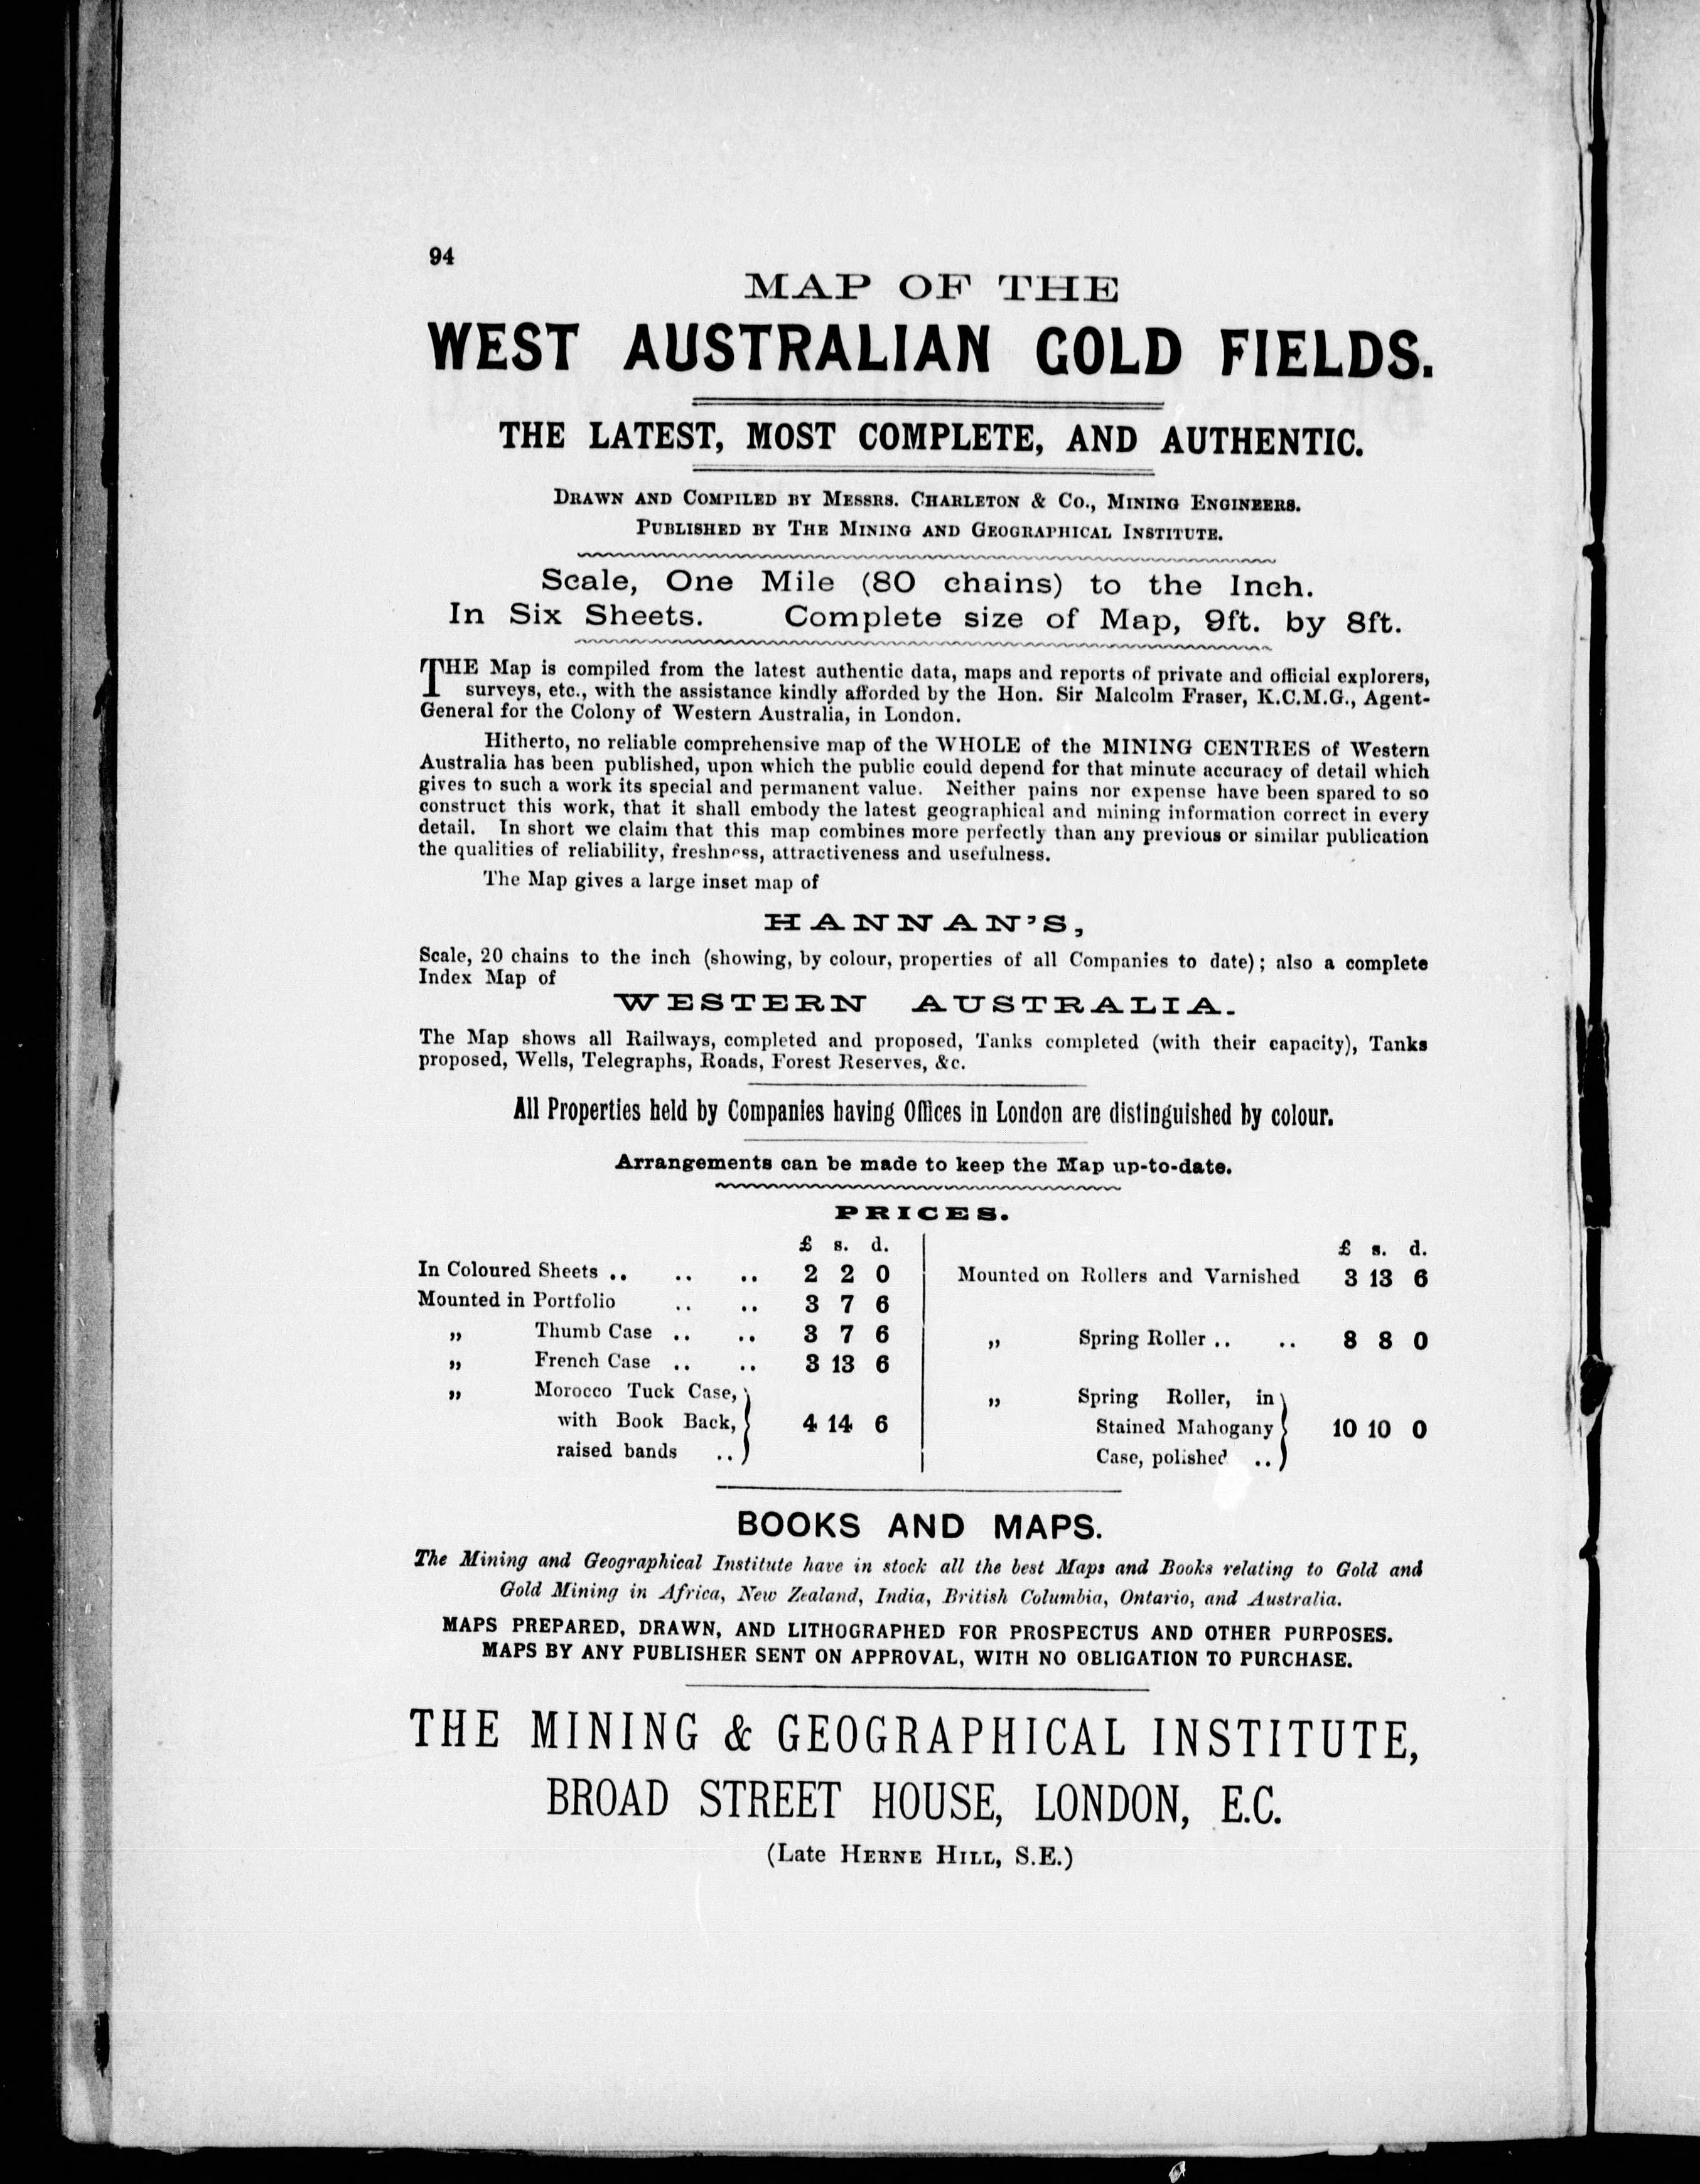 94
MAP OF THE
WEST AUSTRALIAN GOLD FIELDS.
THE LATEST, MOST COMPLETE, AND AUTHENTIC.
DRAWN AND COMPILED BY MESSRS. CHARLETON & CO., MINING ENGINEERS.
PUBLISHED BY THE MINING AND GEOGRAPHICAL INSTITUTE.
Scale, One Mile (80 chains) to the Inch.
In Six Sheets. Complete size of Map, 9ft. by 8ft.
THE Map is compiled from the latest authentic data, maps and reports of private and official explorers,
surveys, etc., with the assistance kindly afforded by the Hon. Sir Malcolm Fraser, K.C.M.G., Agent-
General for the Colony of Western Australia, in London.
Hitherto, no reliable comprehensive map of the WHOLE of the MINING CENTRES of Western
Australia has been published, upon which the public could depend for that minute accuracy of detail which
gives to such a work its special and permanent value. Neither pains nor expense have been spared to so
construct this work, that it shall embody the latest geographical and mining information correct in every
detail. In short we claim that this map combines more perfectly than any previous or similar publication
the qualities of reliability, freshness, attractiveness and usefulness.
The Map gives a large inset map of
HANNAN'S,
Scale, 20 chains to the inch (showing, by colour, properties of all Companies to date); also a complete
Index Map of
WESTERN AUSTRALIA.
The Map shows all Railways, completed and proposed, Tanks completed (with their capacity), Tanks
proposed, Wells, Telegraphs, Roads, Forest Reserves, &c.
All Properties held by Companies having Offices in London are distinguished by colour.
Arrangements can be made to keep the Map up-to-date.
PRICES.
£ s. d.
In Coloured Sheets .. .. .. 2 2 0
Mounted in Portfolio .. .. 3 7 6
„ Thumb Case .. .. 3 7 6
„ French Case .. .. 3 13 6
„ Morocco Tuck Case,
with Book Back, 4 14 6
raised bands ..
£ s. d.
Mounted on Rollers and Varnished 3 13 6
„ Spring Roller .. .. 8 8 0
„ Spring Roller, in
Stained Mahogany 10 10 0
Case, polished ..
BOOKS AND MAPS.
The Mining and Geographical Institute have in stock all the best Maps and Books relating to Gold and
Gold Mining in Africa, New Zealand, India, British Columbia, Ontario, and Australia.
MAPS PREPARED, DRAWN, AND LITHOGRAPHED FOR PROSPECTUS AND OTHER PURPOSES.
MAPS BY ANY PUBLISHER SENT ON APPROVAL, WITH NO OBLIGATION TO PURCHASE.
THE MINING & GEOGRAPHICAL INSTITUTE,
BROAD STREET HOUSE, LONDON, E.C.
(Late HERNE HILL, S.E.)